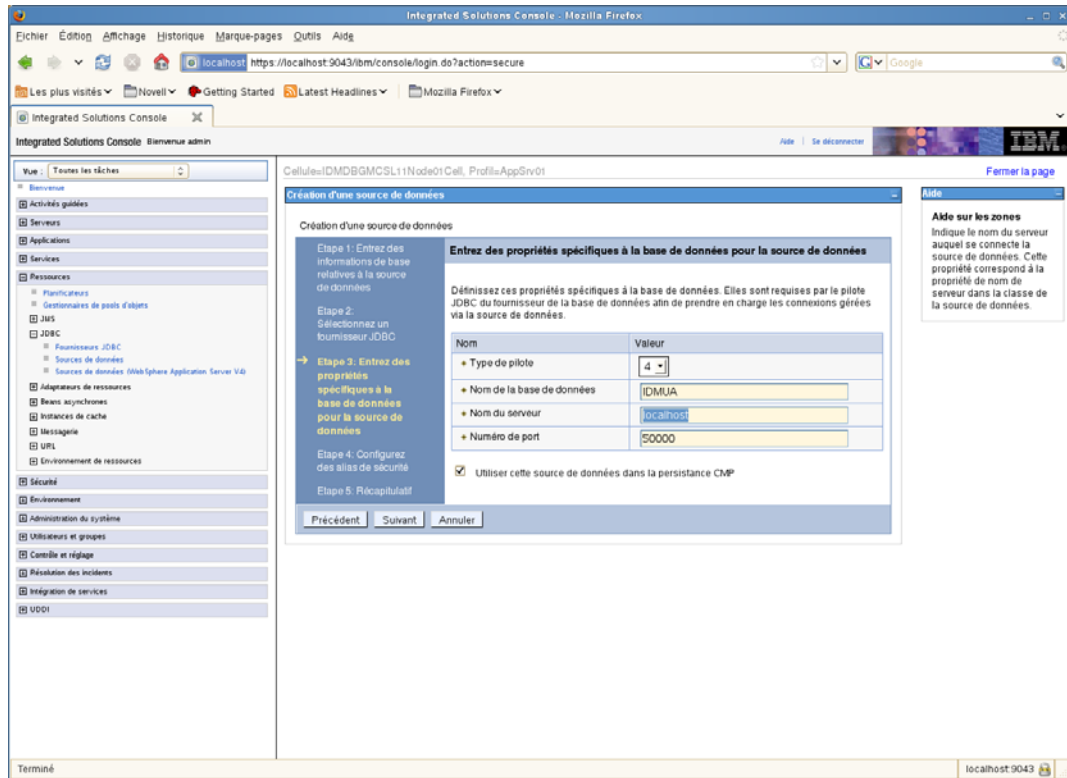 Integrated Solutions Console - Mozilla Firefox
Fichier Édition Affichage Historique Marque-pages Outils Aide
localhost https://localhost:9043/ibm/console/login.do?action=secure
Google
Les plus visités Novell Getting Started Latest Headlines Mozilla Firefox
Integrated Solutions Console
Integrated Solutions Console Bienvenue admin
Aide | Se déconnecter
IBM.
Vue : Toutes les tâches
Bienvenue
Activités guidées
Serveurs
Applications
Services
Ressources
Planificateurs
Gestionnaires de pools d'objets
JMS
JDBC
Fournisseurs JDBC
Sources de données
Sources de données (WebSphere Application Server V4)
Adaptateurs de ressources
Beans asynchrones
Instances de cache
Messagerie
URL
Environnement de ressources
Sécurité
Environnement
Administration du système
Utilisateurs et groupes
Contrôle et réglage
Résolution des incidents
Intégration de services
UDDI
Cellule=IDMDBGMCSL11Node01Cell, Profil=AppSrv01
Fermer la page
Création d'une source de données
Création d'une source de données
Etape 1: Entrez des
informations de base
relatives à la source
de données
Etape 2:
Sélectionnez un
fournisseur JDBC
Etape 3: Entrez des
propriétés
spécifiques à la
base de données
pour la source de
données
Etape 4: Configurez
des alias de sécurité
Etape 5: Récapitulatif
Entrez des propriétés spécifiques à la base de données pour la source de données
Définissez ces propriétés spécifiques à la base de données. Elles sont requises par le pilote
JDBC du fournisseur de la base de données afin de prendre en charge les connexions gérées
via la source de données.
Nom Valeur
Type de pilote 4
Nom de la base de données IDMUA
Nom du serveur localhost
Numéro de port 50000
Utiliser cette source de données dans la persistance CMP
Précédent Suivant Annuler
Aide
Aide sur les zones
Indique le nom du serveur
auquel se connecte la
source de données. Cette
propriété correspond à la
propriété de nom de
serveur dans la classe de
la source de données.
Terminé
localhost:9043